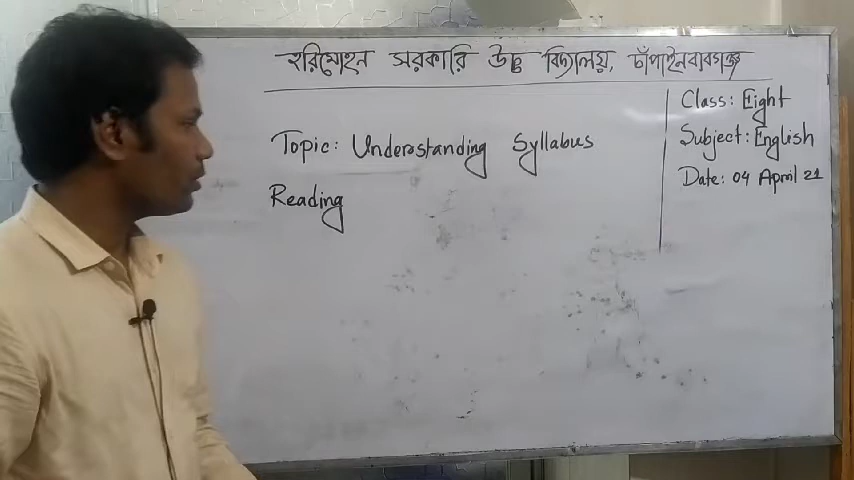 হরিমোহন সরকারি উচ্চ বিদ্যালয়, চাঁপাইনবাবগঞ্জ
Class: Eight
Topic: Understanding Syllabus
Subject: English
Date: 04 April 21
Reading